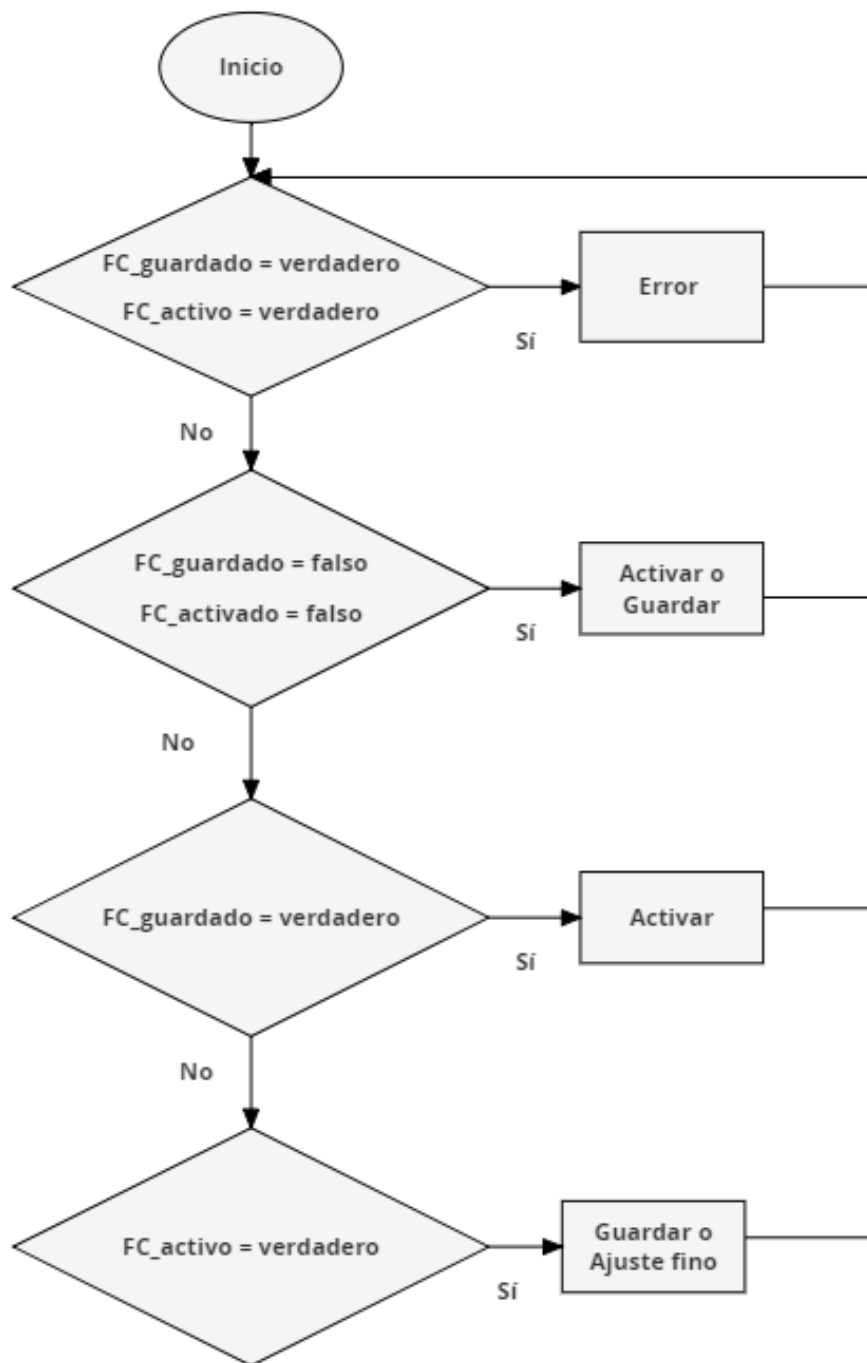 Inicio
FC_guardado = verdadero
FC_activo = verdadero
Error
Sí
No
FC_guardado = falso
FC_activado = falso
Activar o
Guardar
Sí
No
FC_guardado = verdadero
Activar
Sí
No
FC_activo = verdadero
Guardar o
Ajuste fino
Sí